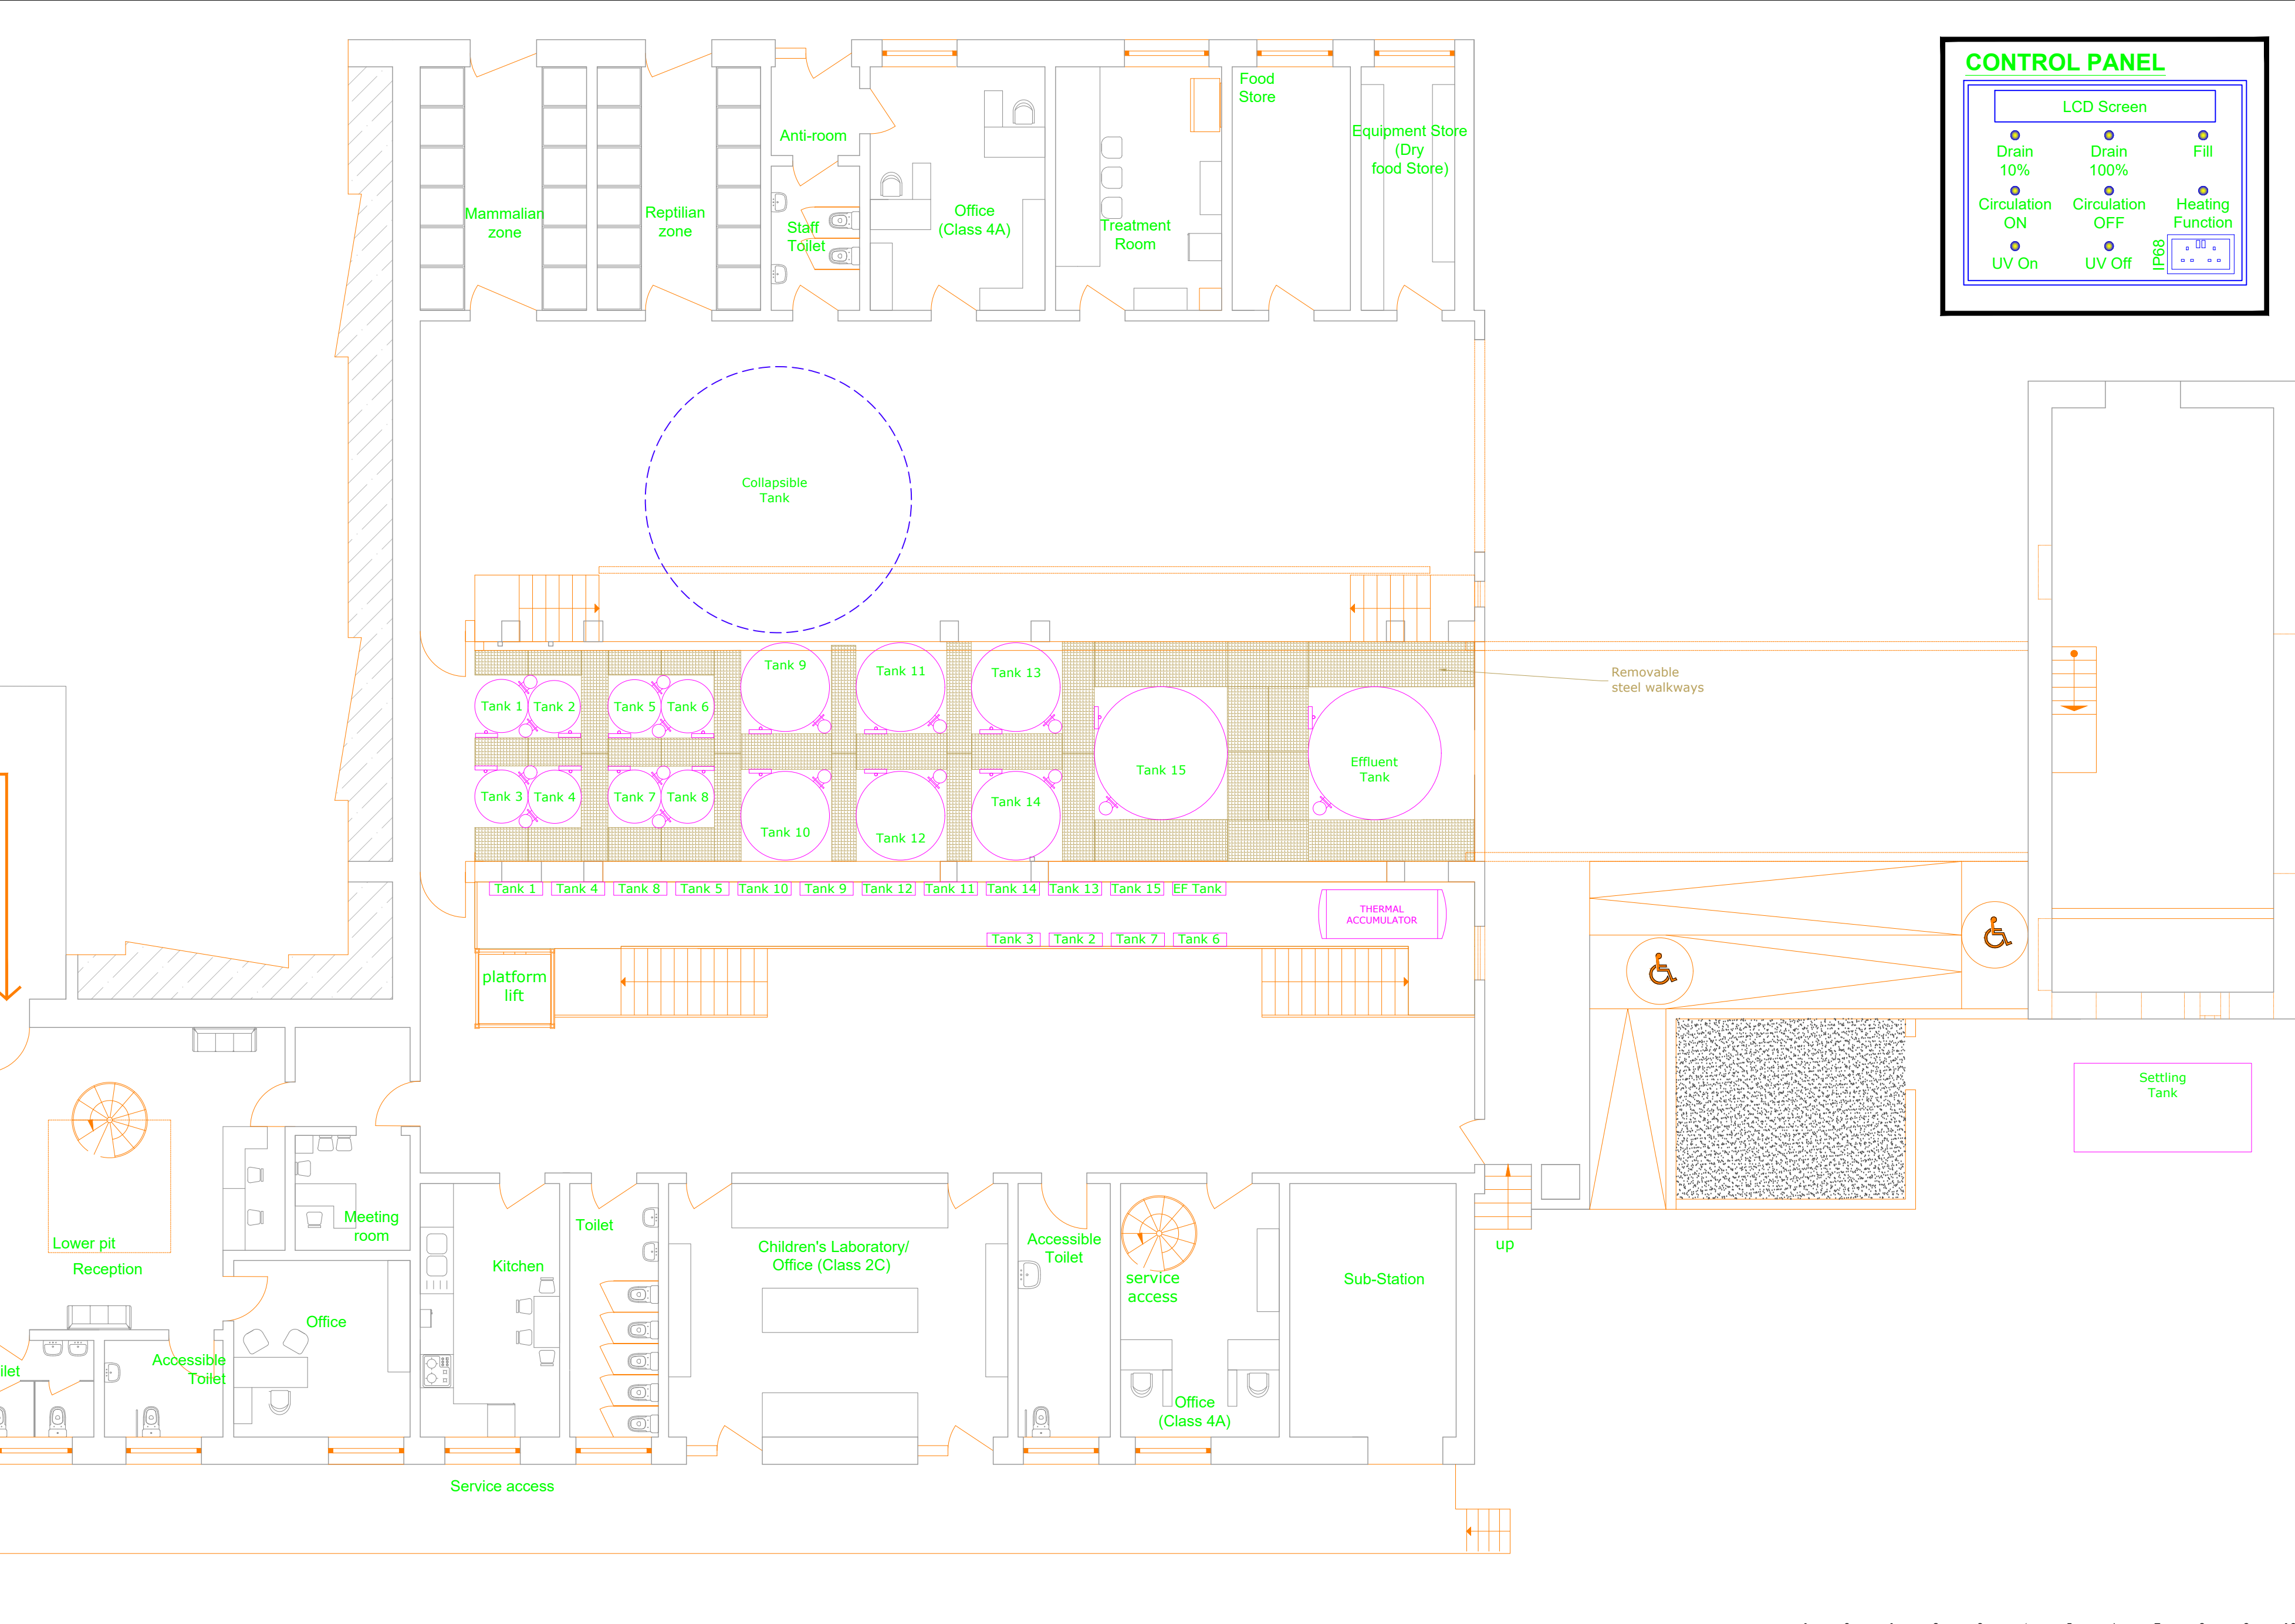 CONTROL PANEL
LCD Screen
Drain
10%
Drain
100%
Fill
Circulation
ON
Circulation
OFF
Heating
Function
UV On
UV Off
IP68
Food
Store
Anti-room
Equipment Store
(Dry
food Store)
Mammalian
zone
Reptilian
zone
Staff
Toilet
Office
(Class 4A)
Treatment
Room
Collapsible
Tank
Tank 9
Tank 11
Tank 13
Removable
steel walkways
Tank 1
Tank 2
Tank 5
Tank 6
Tank 15
Effluent
Tank
Tank 3
Tank 4
Tank 7
Tank 8
Tank 10
Tank 12
Tank 14
Tank 1
Tank 4
Tank 8
Tank 5
Tank 10
Tank 9
Tank 12
Tank 11
Tank 14
Tank 13
Tank 15
EF Tank
THERMAL
ACCUMULATOR
Tank 3
Tank 2
Tank 7
Tank 6
platform
lift
Settling
Tank
Meeting
room
Lower pit
Reception
Toilet
Kitchen
Children's Laboratory/
Office (Class 2C)
Accessible
Toilet
service
access
Sub-Station
up
Office
Accessible
Toilet
ilet
Office
(Class 4A)
Service access